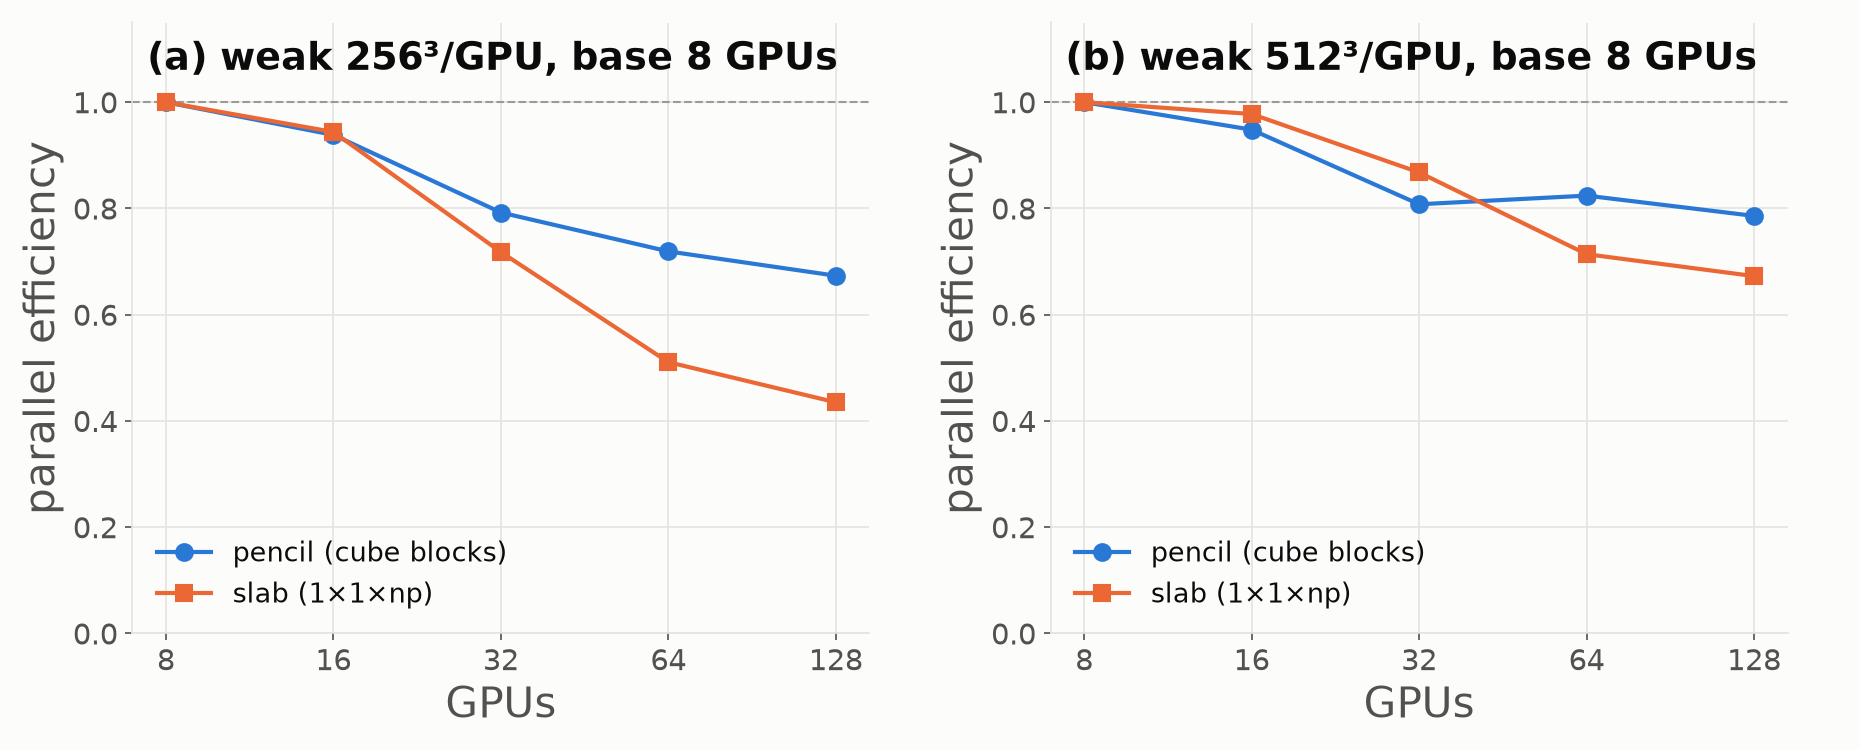 (a) weak 256³/GPU, base 8 GPUs
parallel efficiency
1.0
0.8
0.6
0.4
0.2
0.0
pencil (cube blocks)
slab (1×1×np)
8 16 32 64 128
GPUs
(b) weak 512³/GPU, base 8 GPUs
parallel efficiency
1.0
0.8
0.6
0.4
0.2
0.0
pencil (cube blocks)
slab (1×1×np)
8 16 32 64 128
GPUs